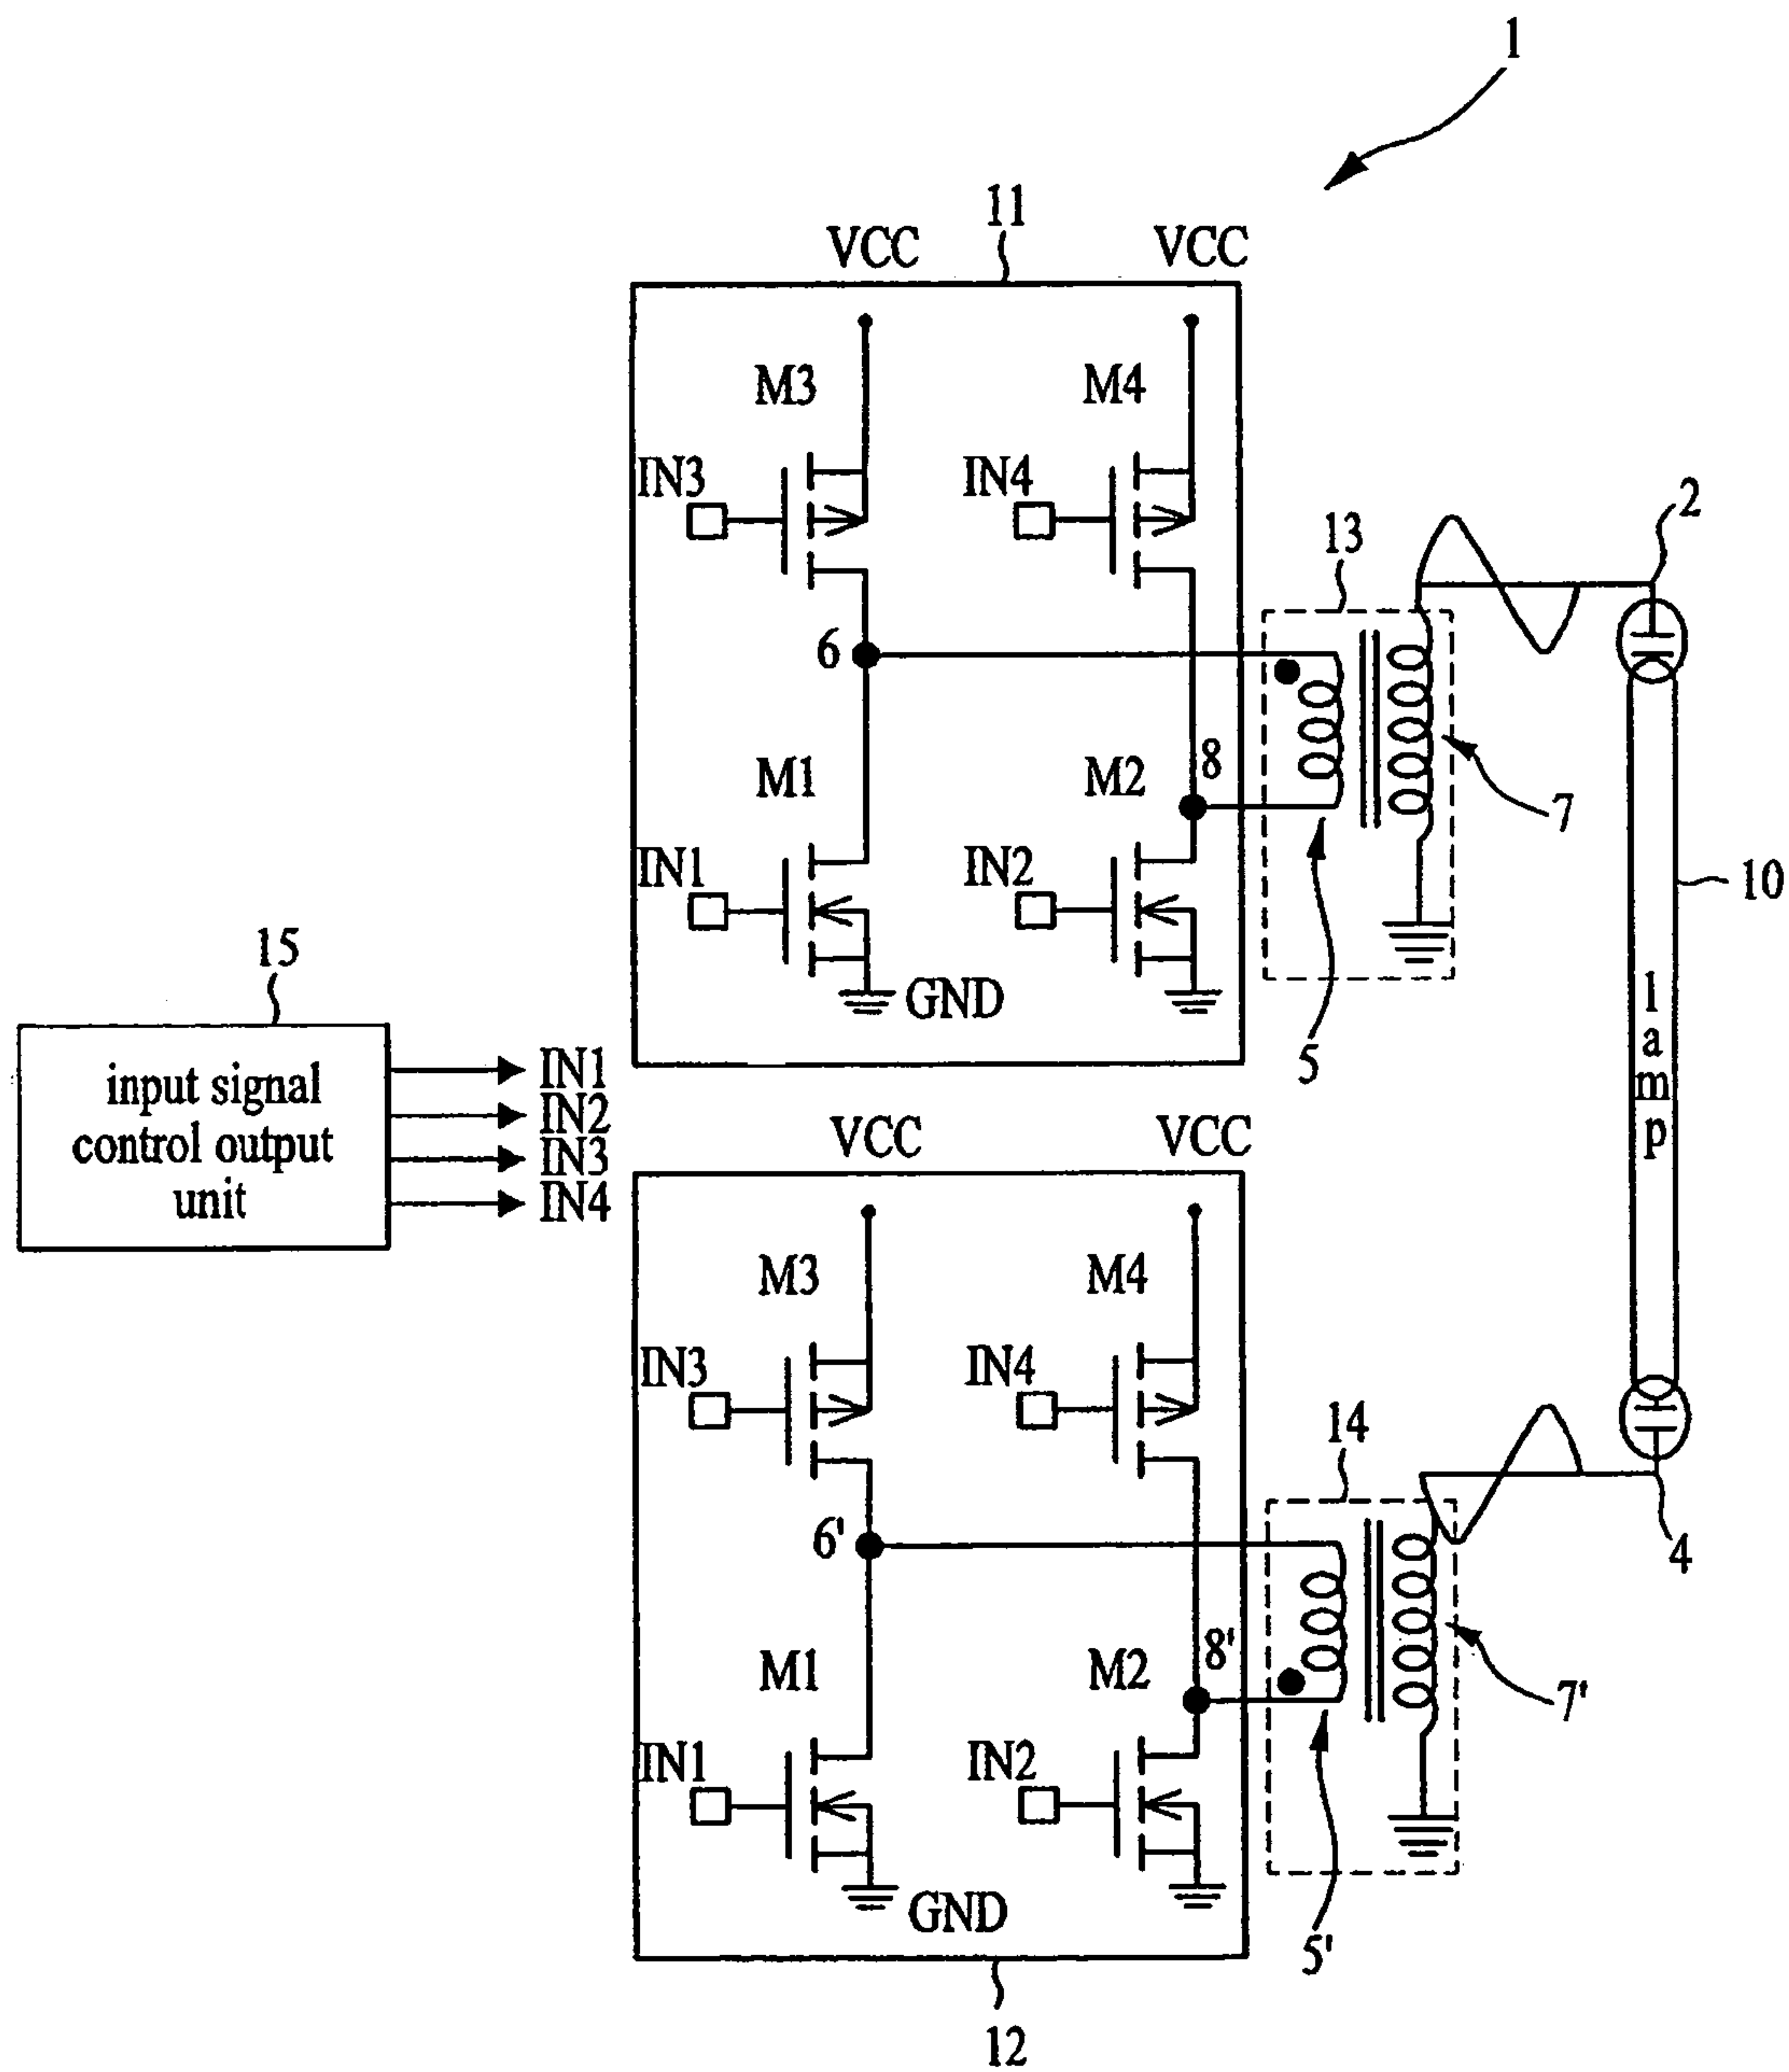 1
11
VCC VCC
M3 M4
IN3 IN4
13
2
6
M1 M2 8
7
IN1 IN2
10
GND
5
15
input signal
control output
unit
IN1
IN2
IN3
IN4
lamp
VCC VCC
M3 M4
IN3 IN4
14
4
6'
M1 M2 8'
7'
IN1 IN2
GND
5'
12